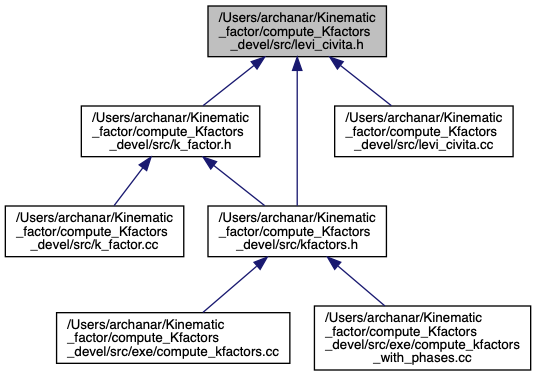 /Users/archanar/Kinematic
_factor/compute_Kfactors
_devel/src/levi_civita.h
/Users/archanar/Kinematic
_factor/compute_Kfactors
_devel/src/k_factor.h
/Users/archanar/Kinematic
_factor/compute_Kfactors
_devel/src/levi_civita.cc
/Users/archanar/Kinematic
_factor/compute_Kfactors
_devel/src/k_factor.cc
/Users/archanar/Kinematic
_factor/compute_Kfactors
_devel/src/kfactors.h
/Users/archanar/Kinematic
_factor/compute_Kfactors
_devel/src/exe/compute_kfactors.cc
/Users/archanar/Kinematic
_factor/compute_Kfactors
_devel/src/exe/compute_kfactors
_with_phases.cc